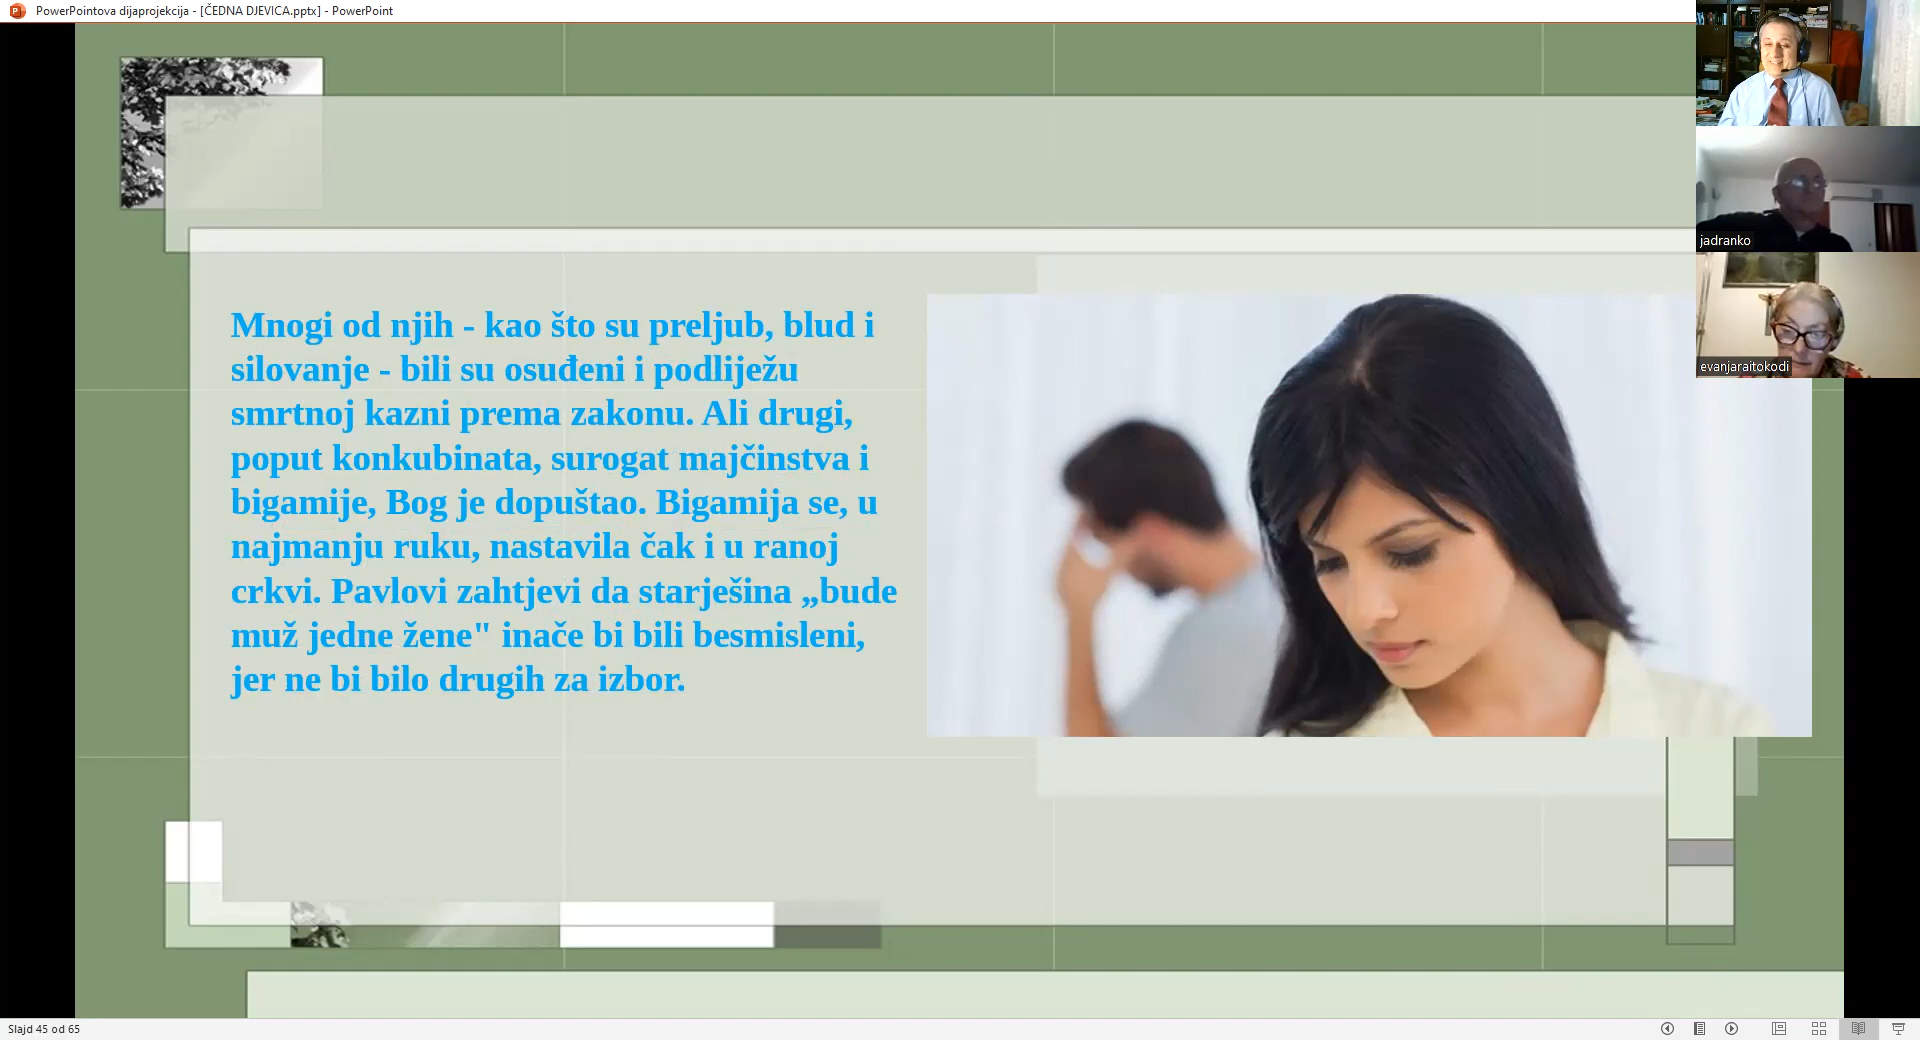 PowerPointova dijaprojekcija - [ČEDNA DJEVICA.pptx] - PowerPoint
jadranko
evanjaraitokodi
Mnogi od njih - kao što su preljub, blud i
silovanje - bili su osuđeni i podliježu
smrtnoj kazni prema zakonu. Ali drugi,
poput konkubinata, surogat majčinstva i
bigamije, Bog je dopuštao. Bigamija se, u
najmanju ruku, nastavila čak i u ranoj
crkvi. Pavlovi zahtjevi da starješina „bude
muž jedne žene" inače bi bili besmisleni,
jer ne bi bilo drugih za izbor.
Slajd 45 od 65